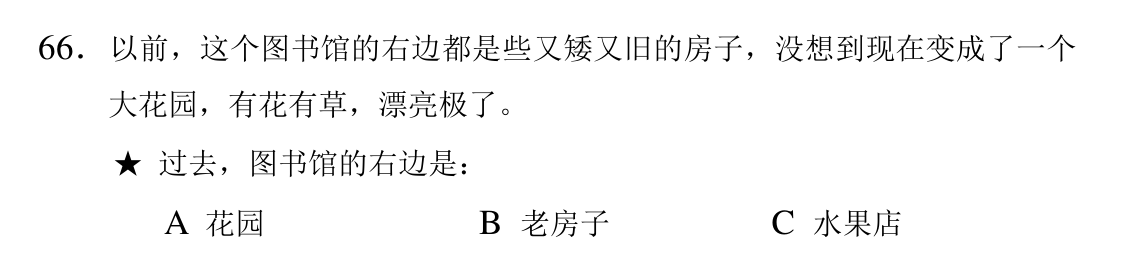 66．以前，这个图书馆的右边都是些又矮又旧的房子，没想到现在变成了一个
大花园，有花有草，漂亮极了。
★ 过去，图书馆的右边是：
A 花园 B 老房子 C 水果店